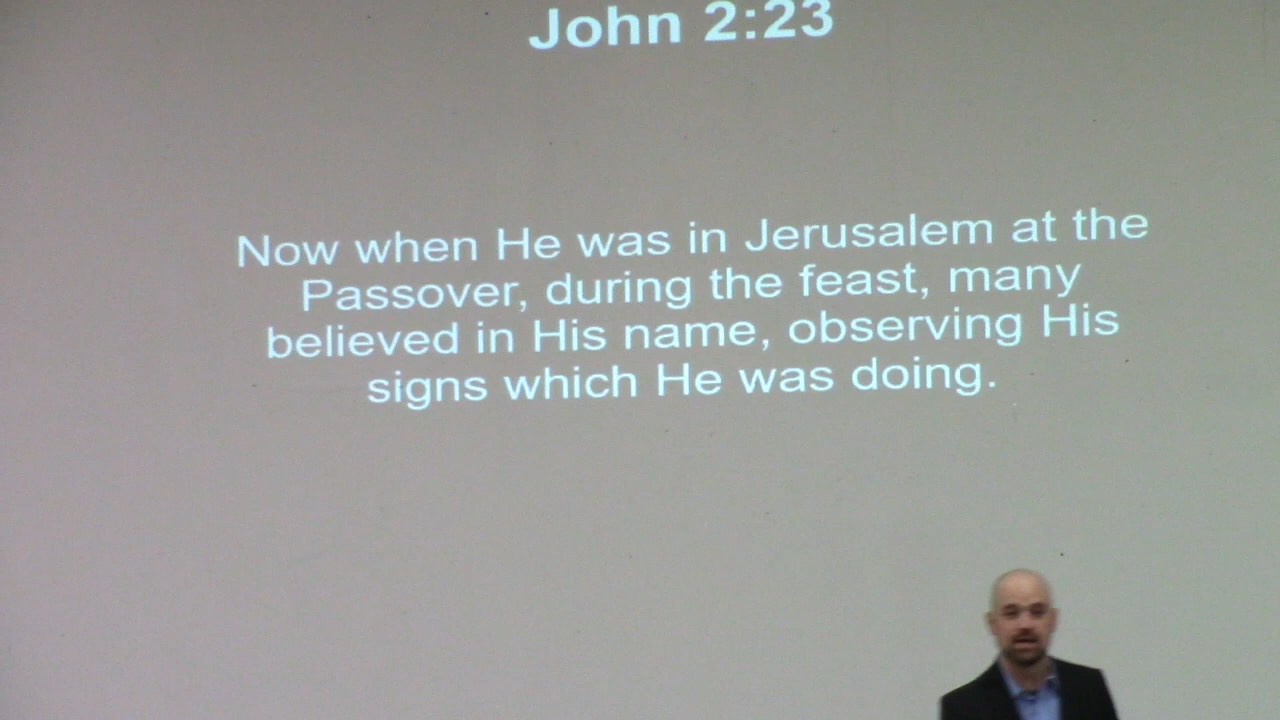 John 2:23
Now when He was in Jerusalem at the
Passover, during the feast, many
believed in His name, observing His
signs which He was doing.